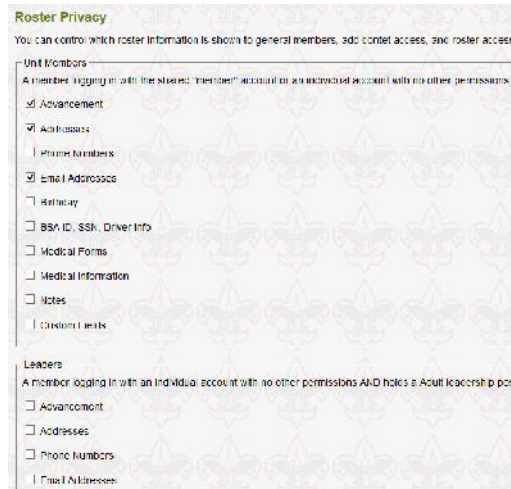 Roster Privacy
You can control which roster information is shown to general members, add contet access, and roster access
Unit Members
A member logging in with the shared "member" account or an individual account with no other permissions
Advancement
Addresses
Phone Numbers
Email Addresses
Birthday
BSA ID, SSN, Driver Info
Medical Forms
Medical Information
Notes
Custom Fields
Leaders
A member logging in with an individual account with no other permissions AND holds a Adult leadership pos
Advancement
Addresses
Phone Numbers
Email Addresses